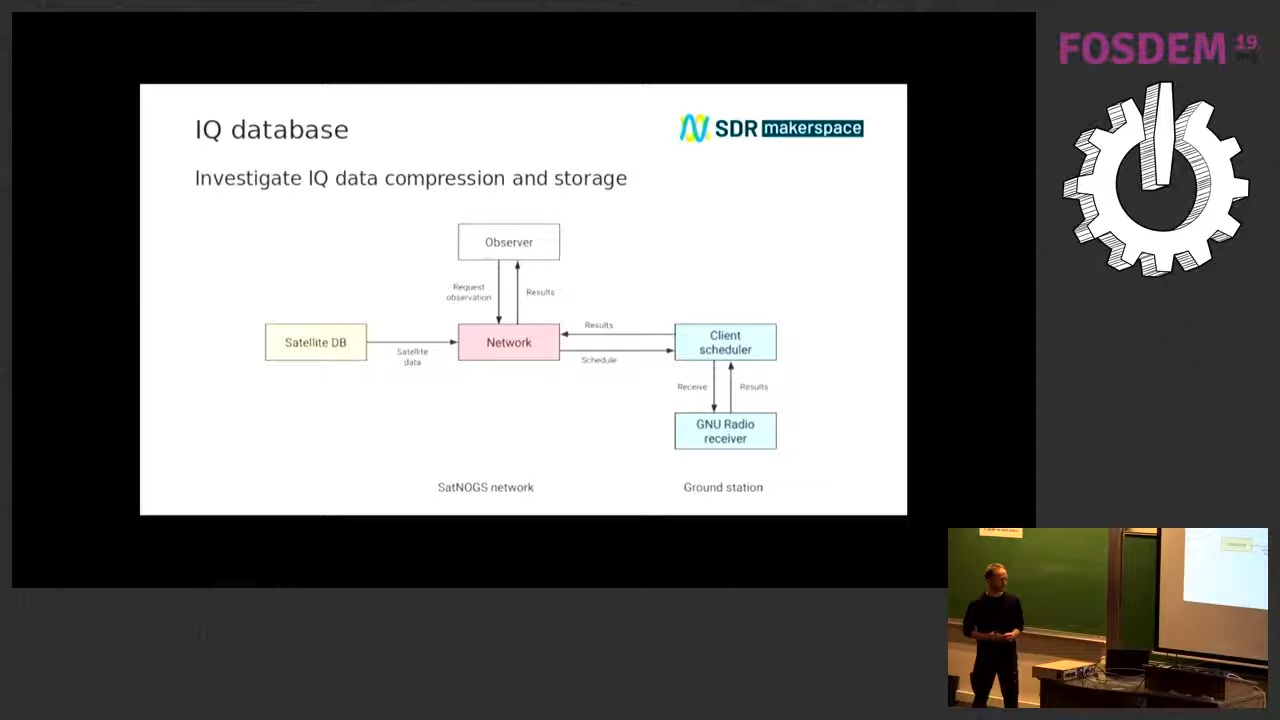 FOSDEM 19
IQ database
SDR makerspace
Investigate IQ data compression and storage
Observer
Request
observation
Results
Satellite DB
Satellite
data
Network
Results
Schedule
Client
scheduler
Receive
Results
GNU Radio
receiver
SatNOGS network
Ground station